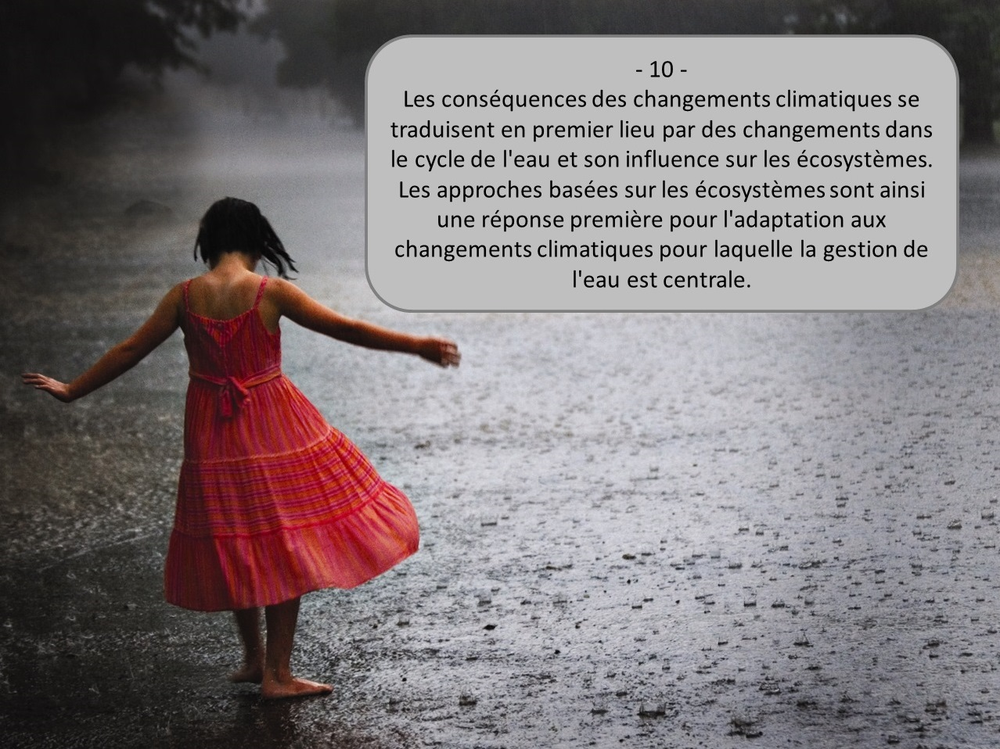 - 10 -
Les conséquences des changements climatiques se
traduisent en premier lieu par des changements dans
le cycle de l'eau et son influence sur les écosystèmes.
Les approches basées sur les écosystèmes sont ainsi
une réponse première pour l'adaptation aux
changements climatiques pour laquelle la gestion de
l'eau est centrale.